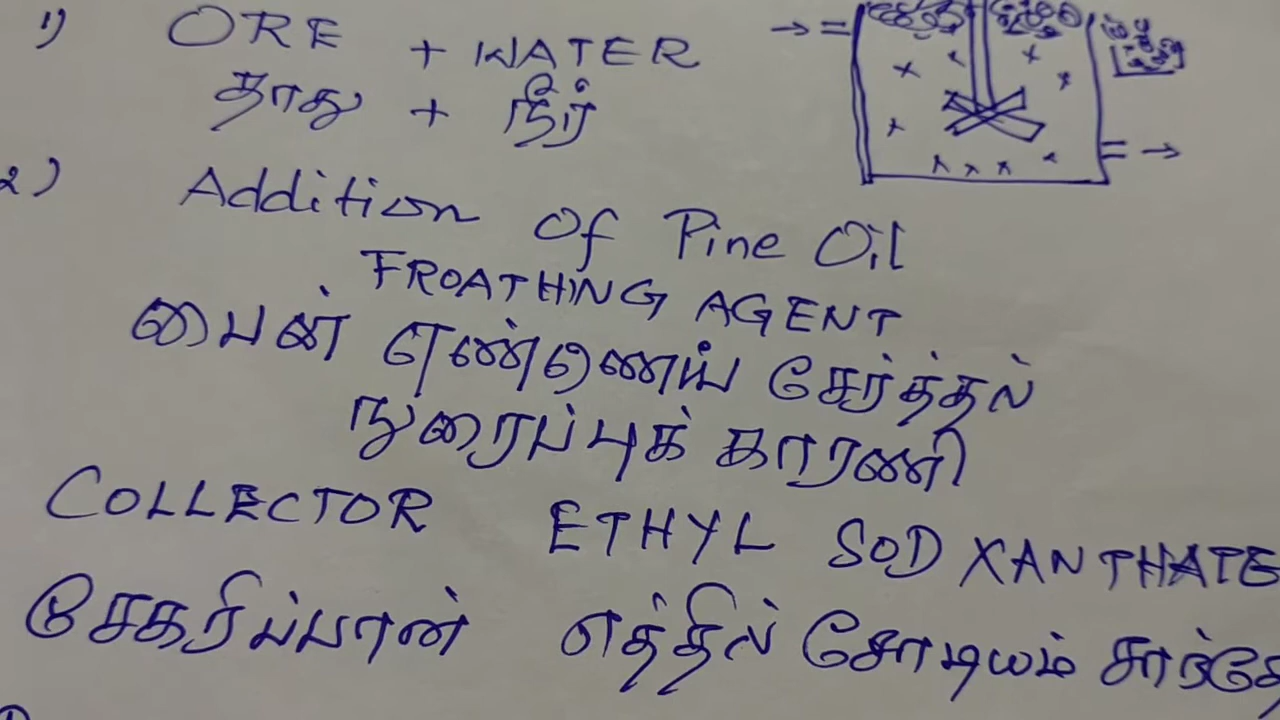 1) ORE + WATER
தாது + நீர்
2) Addition Of Pine Oil
FROATHING AGENT
பைன் எண்ணெய் சேர்த்தல்
நுரைப்புக் காரணி
COLLECTOR ETHYL SOD XANTHATE
சேகரிப்பான் எத்தில் சோடியம்